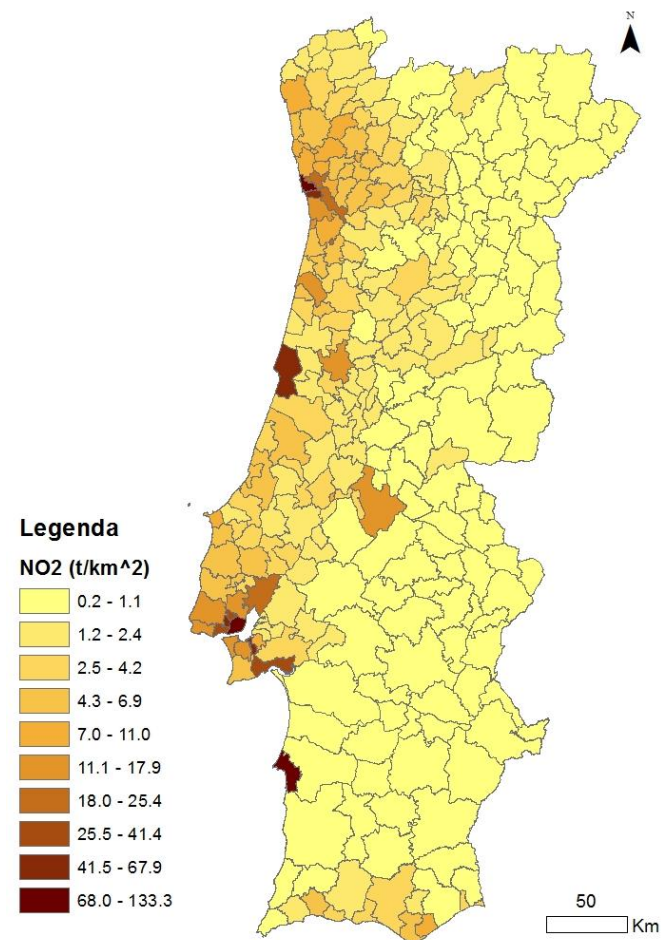 N
Legenda
NO2 (t/km^2)
0.2 - 1.1
1.2 - 2.4
2.5 - 4.2
4.3 - 6.9
7.0 - 11.0
11.1 - 17.9
18.0 - 25.4
25.5 - 41.4
41.5 - 67.9
68.0 - 133.3
50
Km